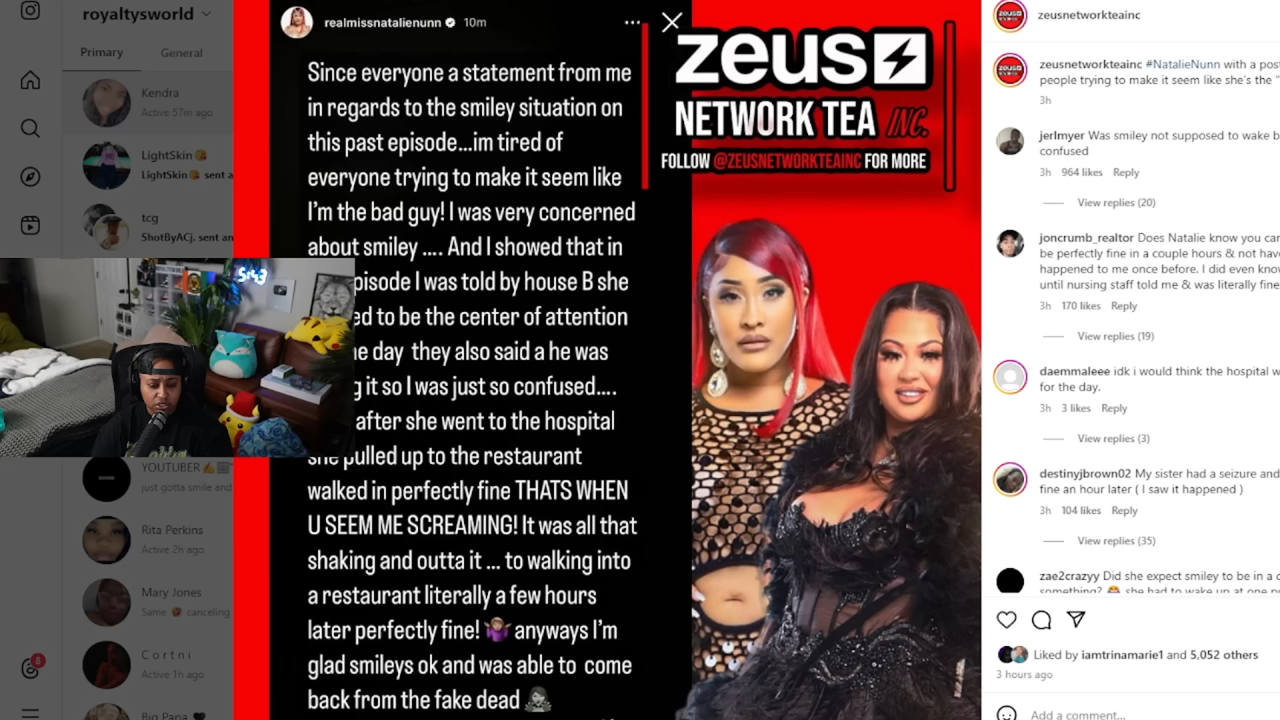 royaltysworld
Primary General
Kendra
Active 57m ago
LightSkin
LightSkin sent a
tcg
ShotByACj. sent an
5:43
YOUTUBER
just gotta smile and
Rita Perkins
Active 2h ago
Mary Jones
Same canceling
Cortni
Active 1h ago
Big Papa
8
realmissnatalienunn 10m
Since everyone a statement from me
in regards to the smiley situation on
this past episode...im tired of
everyone trying to make it seem like
I'm the bad guy! I was very concerned
about smiley .... And I showed that in
pisode I was told by house B she
ed to be the center of attention
e day they also said a he was
g it so I was just so confused....
after she went to the hospital
she pulled up to the restaurant
walked in perfectly fine THATS WHEN
U SEEM ME SCREAMING! It was all that
shaking and outta it ... to walking into
a restaurant literally a few hours
later perfectly fine! 🤷🏽‍♀️ anyways I'm
glad smileys ok and was able to come
back from the fake dead 🧟‍♀️
zeus
NETWORK TEA INC.
FOLLOW @ZEUSNETWORKTEAINC FOR MORE
zeusnetworkteainc
zeusnetworkteainc #NatalieNunn with a post
people trying to make it seem like she's the "
3h
jerlmyer Was smiley not supposed to wake b
confused
3h 964 likes Reply
View replies (20)
joncrumb_realtor Does Natalie know you can
be perfectly fine in a couple hours & not have
happened to me once before. I did even know
until nursing staff told me & was literally fine
3h 170 likes Reply
View replies (19)
daemmaleee idk i would think the hospital w
for the day.
3h 3 likes Reply
View replies (3)
destinyjbrown02 My sister had a seizure and
fine an hour later ( I saw it happened )
3h 104 likes Reply
View replies (35)
zae2crazyy Did she expect smiley to be in a c
something? 😂 she had to wake up at one p
Liked by iamtrinamarie1 and 5,052 others
3 hours ago
Add a comment...